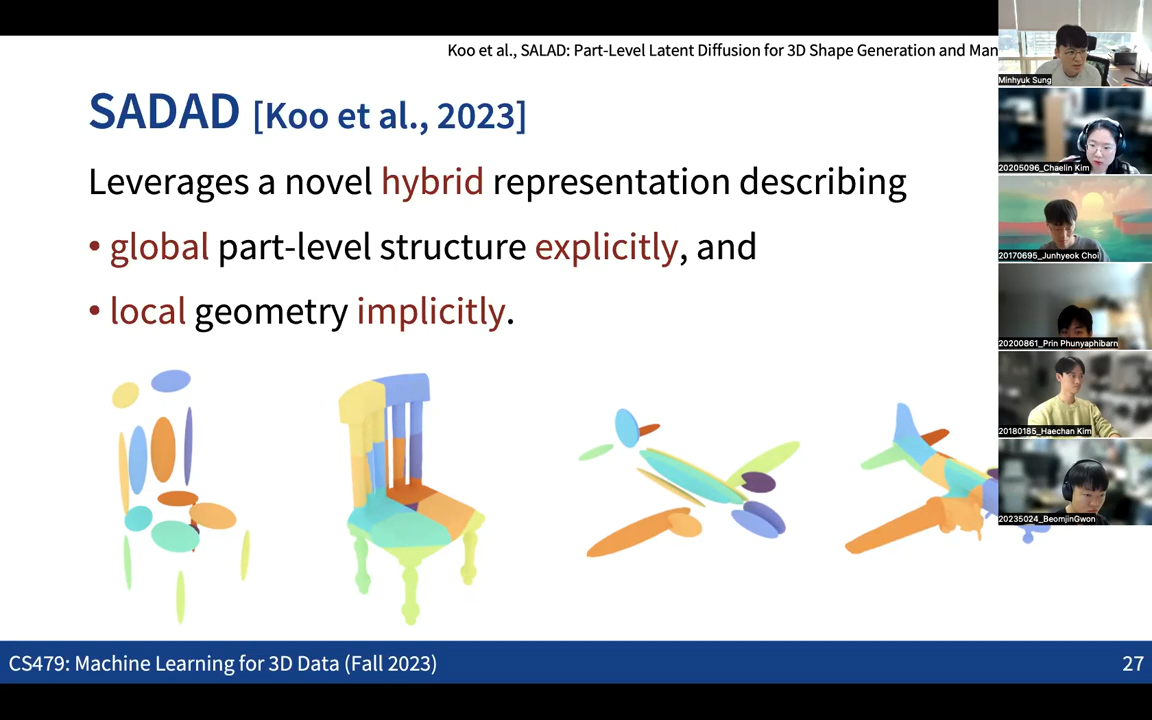 Koo et al., SALAD: Part-Level Latent Diffusion for 3D Shape Generation and Man
SADAD [Koo et al., 2023]
Leverages a novel hybrid representation describing
• global part-level structure explicitly, and
• local geometry implicitly.
CS479: Machine Learning for 3D Data (Fall 2023)
27
Minhyuk Sung
20205096_Chaelin Kim
20170695_Junhyeok Choi
20200861_Prin Phunyaphibarn
20180185_Haechan Kim
20235024_BeomjinGwon